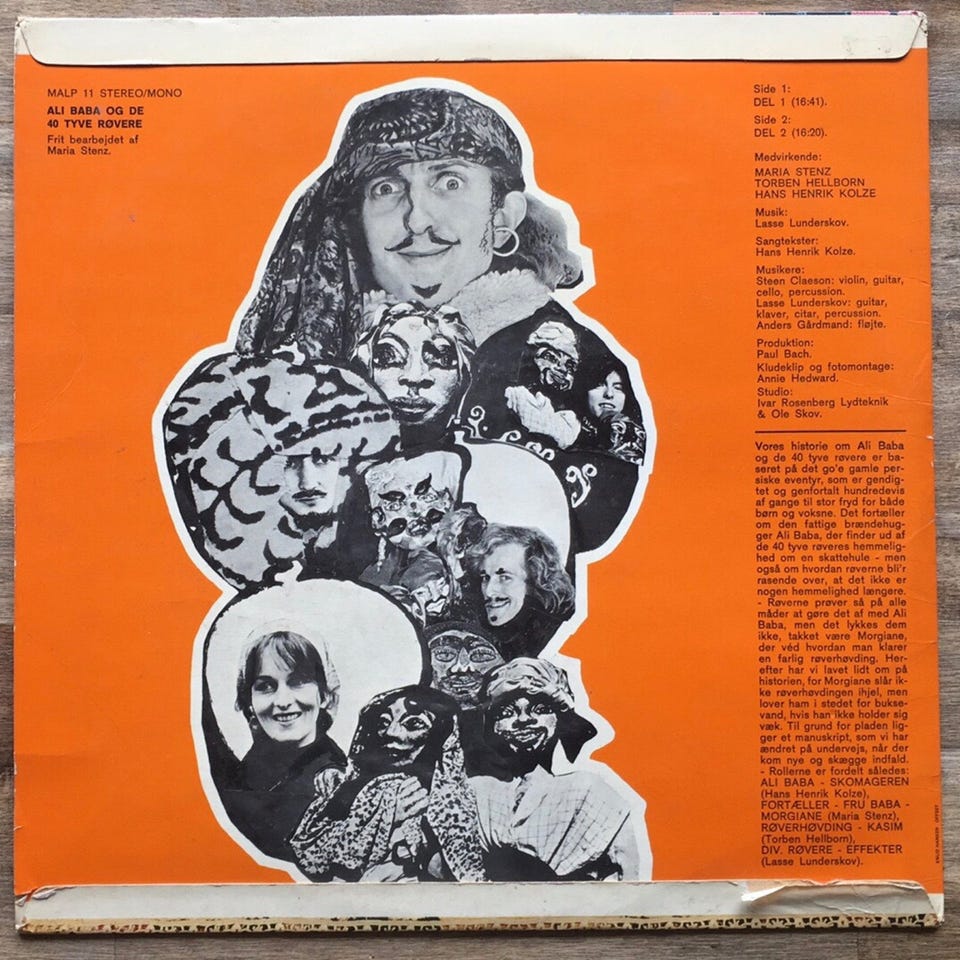 MALP 11 STEREO/MONO
ALI BABA OG DE
40 TYVE RØVERE
Frit bearbejdet af
Maria Stenz.
Side 1:
DEL 1 (16:41).
Side 2:
DEL 2 (16:20).
Medvirkende:
MARIA STENZ
TORBEN HELLBORN
HANS HENRIK KOLZE
Musik:
Lasse Lunderskov.
Sangtekster:
Hans Henrik Kolze.
Musikere:
Steen Claeson: violin, guitar,
cello, percussion.
Lasse Lunderskov: guitar,
klaver, citar, percussion.
Anders Gårdmand: fløjte.
Produktion:
Paul Bach.
Kludeklip og fotomontage:
Annie Hedward.
Studio:
Ivar Rosenberg Lydteknik
& Ole Skov.
Vores historie om Ali Baba
og de 40 tyve røvere er ba-
seret på det go'e gamle per-
siske eventyr, som er gendig-
tet og genfortalt hundredevis
af gange til stor fryd for både
børn og voksne. Det fortæller
om den fattige brændehug-
ger Ali Baba, der finder ud af
de 40 tyve røveres hemmelig-
hed om en skattehule - men
også om hvordan røverne bli'r
rasende over, at det ikke er
nogen hemmelighed længere.
- Røverne prøver så på alle
måder at gøre det af med Ali
Baba, men det lykkes dem
ikke, takket være Morgiane,
der véd hvordan man klarer
en farlig røverhøvding. Her-
efter har vi lavet lidt om på
historien, for Morgiane slår ik-
ke røverhøvdingen ihjel, men
lover ham i stedet for bukse-
vand, hvis han ikke holder sig
væk. Til grund for pladen lig-
ger et manuskript, som vi har
ændret på undervejs, når der
kom nye og skægge indfald.
- Rollerne er fordelt således:
ALI BABA - SKOMAGEREN
(Hans Henrik Kolze),
FORTÆLLER - FRU BABA -
MORGIANE (Maria Stenz),
RØVERHØVDING - KASIM
(Torben Hellborn),
DIV. RØVERE - EFFEKTER
(Lasse Lunderskov).